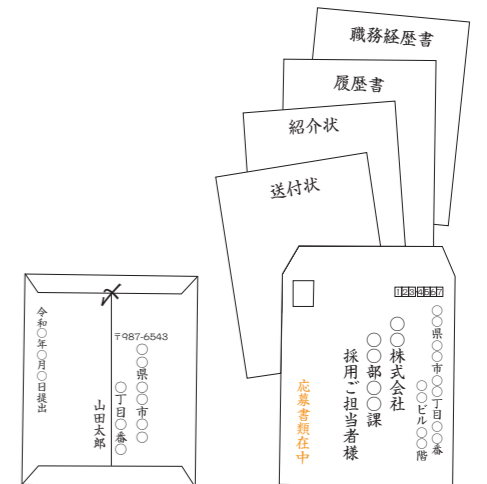 職務経歴書
履歴書
紹介状
送付状
1234567
〇〇県〇〇市〇〇丁目〇〇番
〇〇ビル〇〇階
〇〇株式会社
〇〇部〇〇課
採用ご担当者様
応募書類在中
〒987-6543
〇〇県〇〇市〇〇
〇丁目〇番〇
山田太郎
令和〇年〇月〇日提出